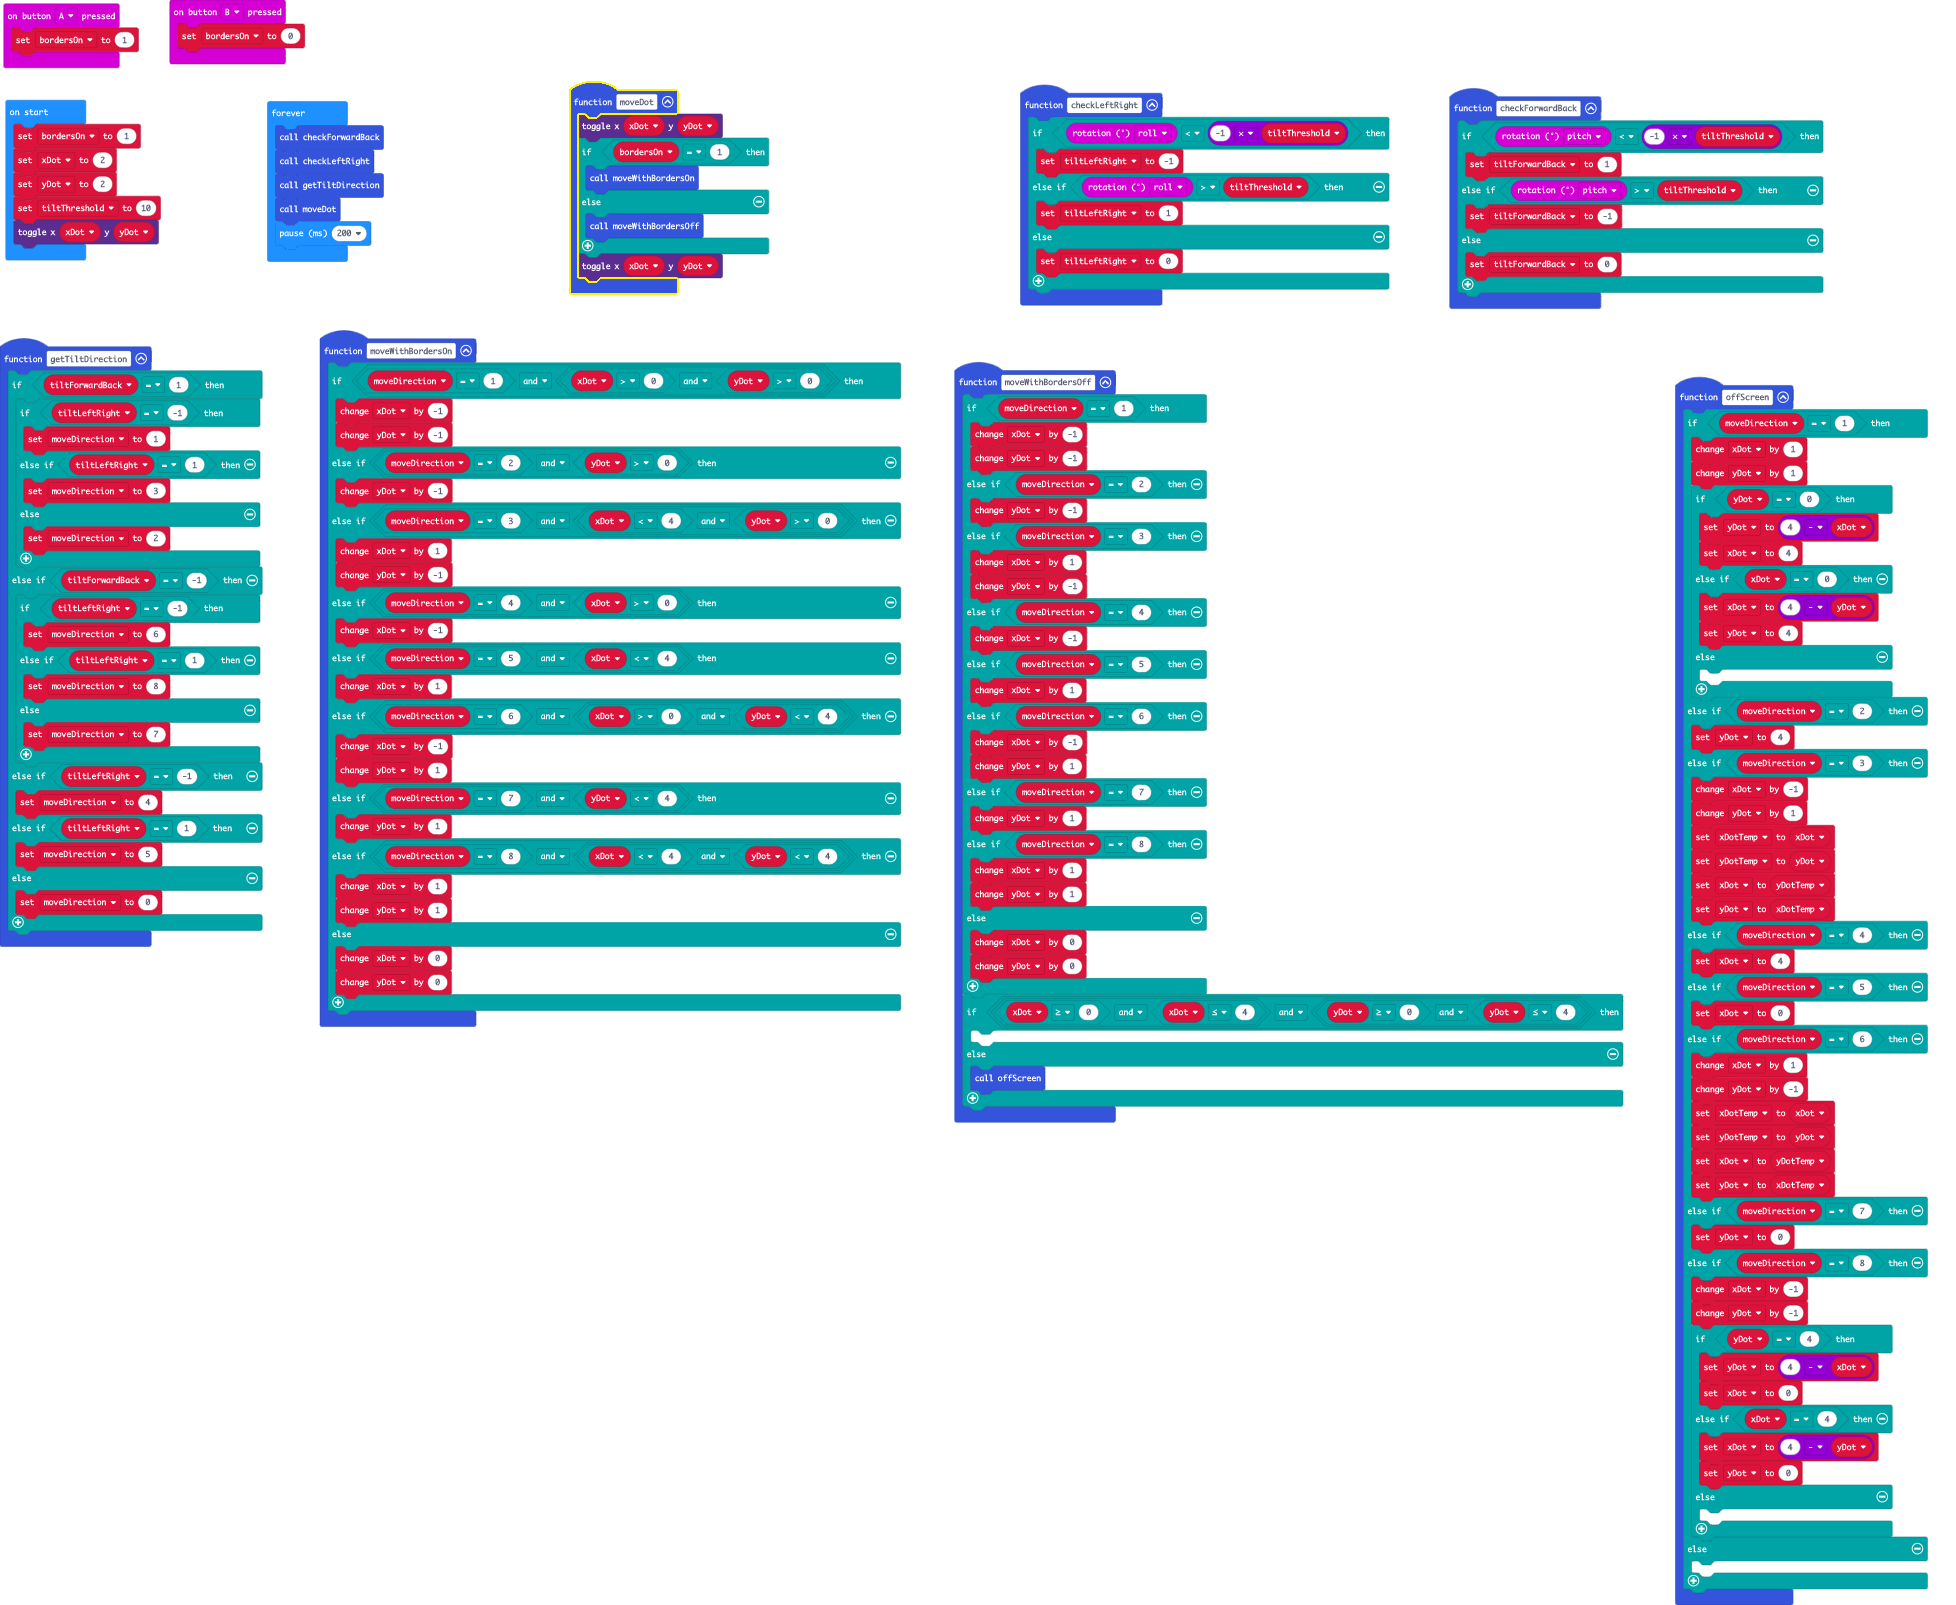 on button A pressed
set bordersOn to 1
on button B pressed
set bordersOn to 0
on start
set bordersOn to 1
set xDot to 2
set yDot to 2
set tiltThreshold to 10
toggle x xDot y yDot
forever
call checkForwardBack
call checkLeftRight
call getTiltDirection
call moveDot
pause (ms) 200
function moveDot
toggle x xDot y yDot
if bordersOn = 1 then
call moveWithBordersOn
else
call moveWithBordersOff
toggle x xDot y yDot
function checkLeftRight
if rotation (°) roll < -1 × tiltThreshold then
set tiltLeftRight to -1
else if rotation (°) roll > tiltThreshold then
set tiltLeftRight to 1
else
set tiltLeftRight to 0
function checkForwardBack
if rotation (°) pitch < -1 × tiltThreshold then
set tiltForwardBack to 1
else if rotation (°) pitch > tiltThreshold then
set tiltForwardBack to -1
else
set tiltForwardBack to 0
function getTiltDirection
if tiltForwardBack = 1 then
if tiltLeftRight = -1 then
set moveDirection to 1
else if tiltLeftRight = 1 then
set moveDirection to 3
else
set moveDirection to 2
else if tiltForwardBack = -1 then
if tiltLeftRight = -1 then
set moveDirection to 6
else if tiltLeftRight = 1 then
set moveDirection to 8
else
set moveDirection to 7
else if tiltLeftRight = -1 then
set moveDirection to 4
else if tiltLeftRight = 1 then
set moveDirection to 5
else
set moveDirection to 0
function moveWithBordersOn
if moveDirection = 1 and xDot > 0 and yDot > 0 then
change xDot by -1
change yDot by -1
else if moveDirection = 2 and yDot > 0 then
change yDot by -1
else if moveDirection = 3 and xDot < 4 and yDot > 0 then
change xDot by 1
change yDot by -1
else if moveDirection = 4 and xDot > 0 then
change xDot by -1
else if moveDirection = 5 and xDot < 4 then
change xDot by 1
else if moveDirection = 6 and xDot > 0 and yDot < 4 then
change xDot by -1
change yDot by 1
else if moveDirection = 7 and yDot < 4 then
change yDot by 1
else if moveDirection = 8 and xDot < 4 and yDot < 4 then
change xDot by 1
change yDot by 1
else
change xDot by 0
change yDot by 0
function moveWithBordersOff
if moveDirection = 1 then
change xDot by -1
change yDot by -1
else if moveDirection = 2 then
change yDot by -1
else if moveDirection = 3 then
change xDot by 1
change yDot by -1
else if moveDirection = 4 then
change xDot by -1
else if moveDirection = 5 then
change xDot by 1
else if moveDirection = 6 then
change xDot by -1
change yDot by 1
else if moveDirection = 7 then
change yDot by 1
else if moveDirection = 8 then
change xDot by 1
change yDot by 1
else
change xDot by 0
change yDot by 0
if xDot ≥ 0 and xDot ≤ 4 and yDot ≥ 0 and yDot ≤ 4 then
else
call offScreen
function offScreen
if moveDirection = 1 then
change xDot by 1
change yDot by 1
if yDot = 0 then
set yDot to 4 - xDot
set xDot to 4
else if xDot = 0 then
set xDot to 4 - yDot
set yDot to 4
else
else if moveDirection = 2 then
set yDot to 4
else if moveDirection = 3 then
change xDot by -1
change yDot by 1
set xDotTemp to xDot
set yDotTemp to yDot
set xDot to yDotTemp
set yDot to xDotTemp
else if moveDirection = 4 then
set xDot to 4
else if moveDirection = 5 then
set xDot to 0
else if moveDirection = 6 then
change xDot by 1
change yDot by -1
set xDotTemp to xDot
set yDotTemp to yDot
set xDot to yDotTemp
set yDot to xDotTemp
else if moveDirection = 7 then
set yDot to 0
else if moveDirection = 8 then
change xDot by -1
change yDot by -1
if yDot = 4 then
set yDot to 4 - xDot
set xDot to 0
else if xDot = 4 then
set xDot to 4 - yDot
set yDot to 0
else
else